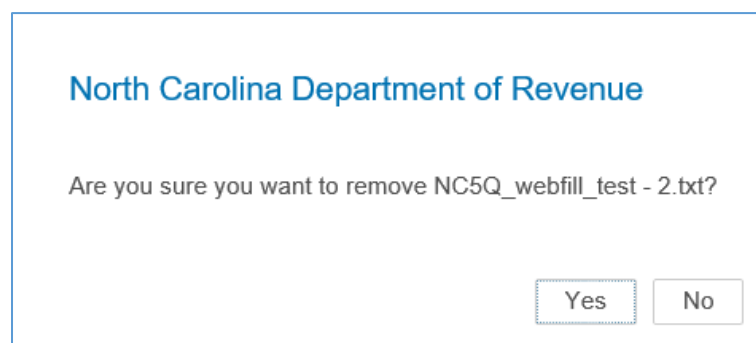 North Carolina Department of Revenue
Are you sure you want to remove NC5Q_webfill_test - 2.txt?
Yes No